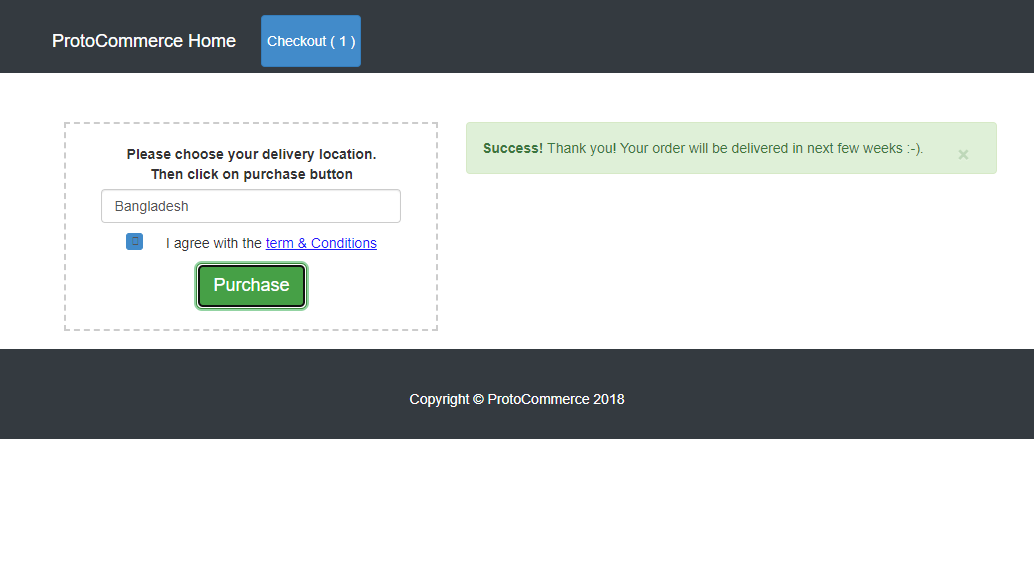 ProtoCommerce Home
Checkout ( 1 )
Please choose your delivery location.
Then click on purchase button
Bangladesh
I agree with the term & Conditions
Purchase
Success! Thank you! Your order will be delivered in next few weeks :-).
×
Copyright © ProtoCommerce 2018